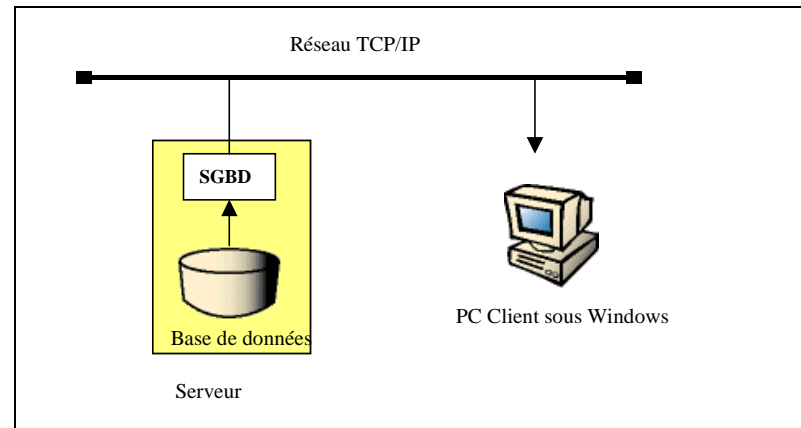 Réseau TCP/IP
SGBD
Base de données
PC Client sous Windows
Serveur